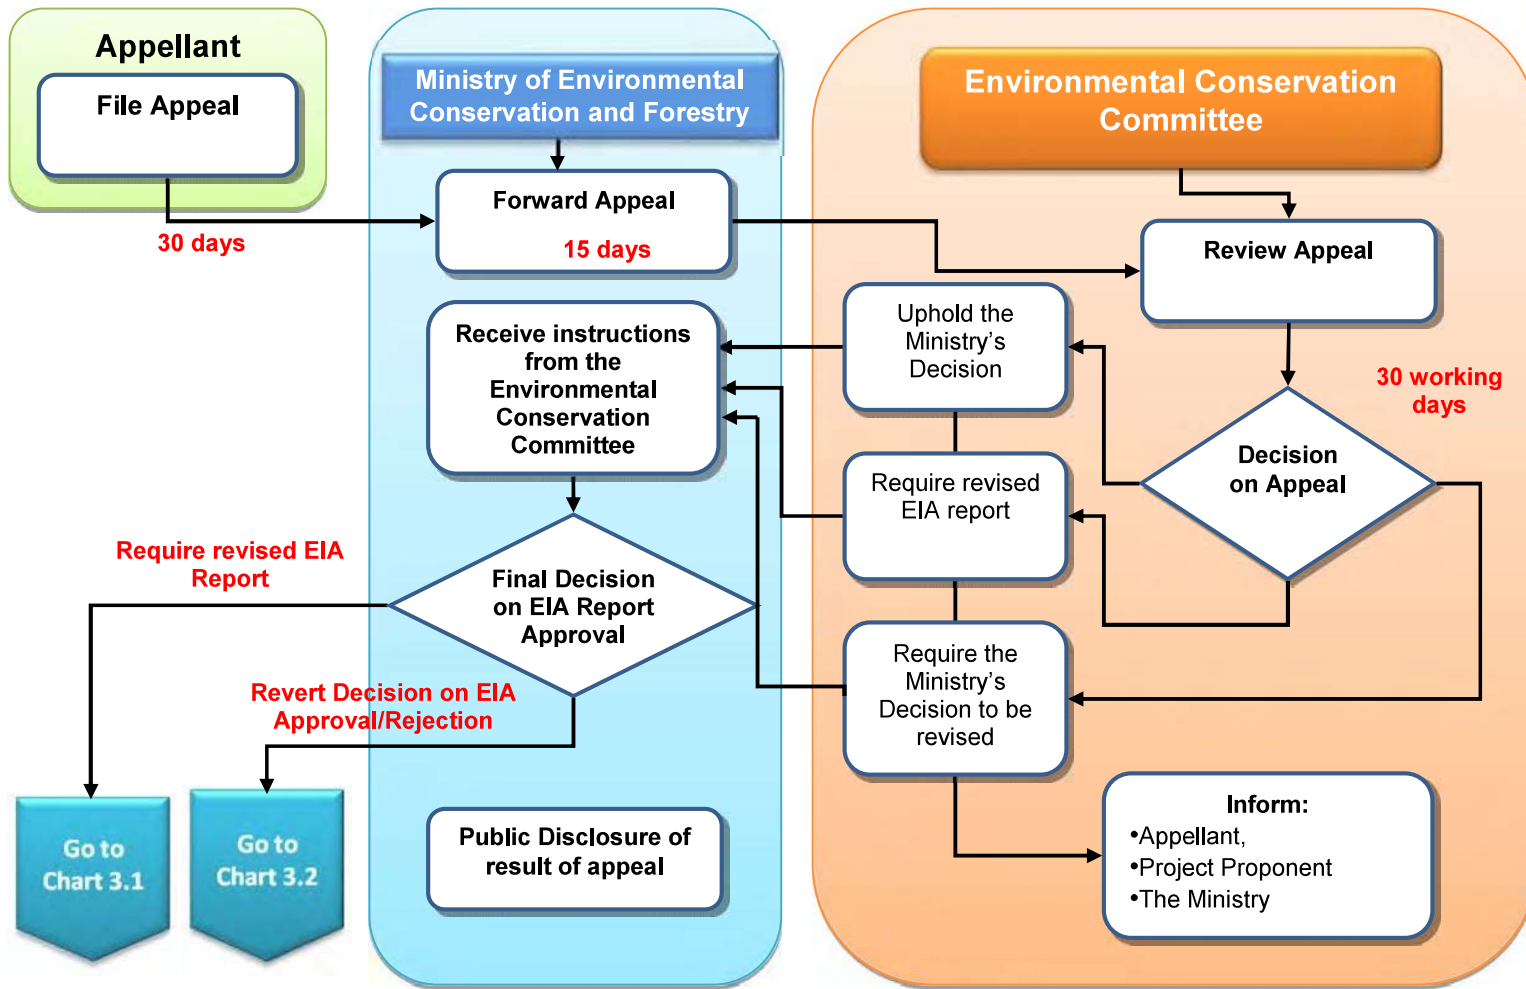 Appellant
File Appeal
30 days
Ministry of Environmental
Conservation and Forestry
Forward Appeal
15 days
Receive instructions
from the
Environmental
Conservation
Committee
Final Decision
on EIA Report
Approval
Require revised EIA
Report
Revert Decision on EIA
Approval/Rejection
Go to
Chart 3.1
Go to
Chart 3.2
Public Disclosure of
result of appeal
Environmental Conservation
Committee
Review Appeal
30 working
days
Decision
on Appeal
Uphold the
Ministry’s
Decision
Require revised
EIA report
Require the
Ministry’s
Decision to be
revised
Inform:
•Appellant,
•Project Proponent
•The Ministry